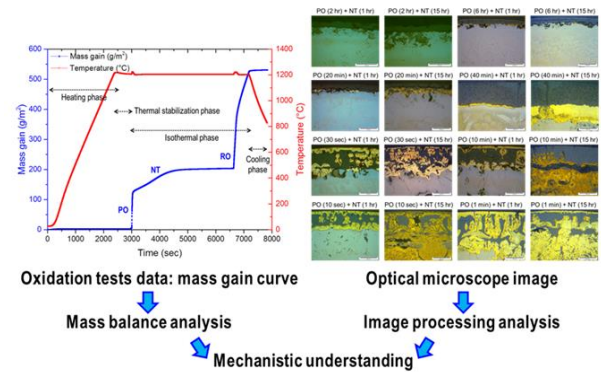 Mass gain (g/m²)
Temperature (°C)
600
500
400
300
200
100
0
Mass gain (g/m²)
1400
1200
1000
800
600
400
200
0
Temperature (°C)
Heating phase
Thermal stabilization phase
Isothermal phase
Cooling
phase
PO
NT
RO
0 1000 2000 3000 4000 5000 6000 7000 8000
Time (sec)
PO (2 hr) + NT (1 hr) PO (2 hr) + NT (15 hr) PO (6 hr) + NT (1 hr) PO (6 hr) + NT (15 hr)
PO (20 min) + NT (1 hr) PO (20 min) + NT (15 hr) PO (40 min) + NT (1 hr) PO (40 min) + NT (15 hr)
PO (30 sec) + NT (1 hr) PO (30 sec) + NT (15 hr) PO (10 min) + NT (1 hr) PO (10 min) + NT (15 hr)
PO (10 sec) + NT (1 hr) PO (10 sec) + NT (15 hr) PO (1 min) + NT (1 hr) PO (1 min) + NT (15 hr)
Oxidation tests data: mass gain curve
Optical microscope image
Mass balance analysis
Image processing analysis
Mechanistic understanding